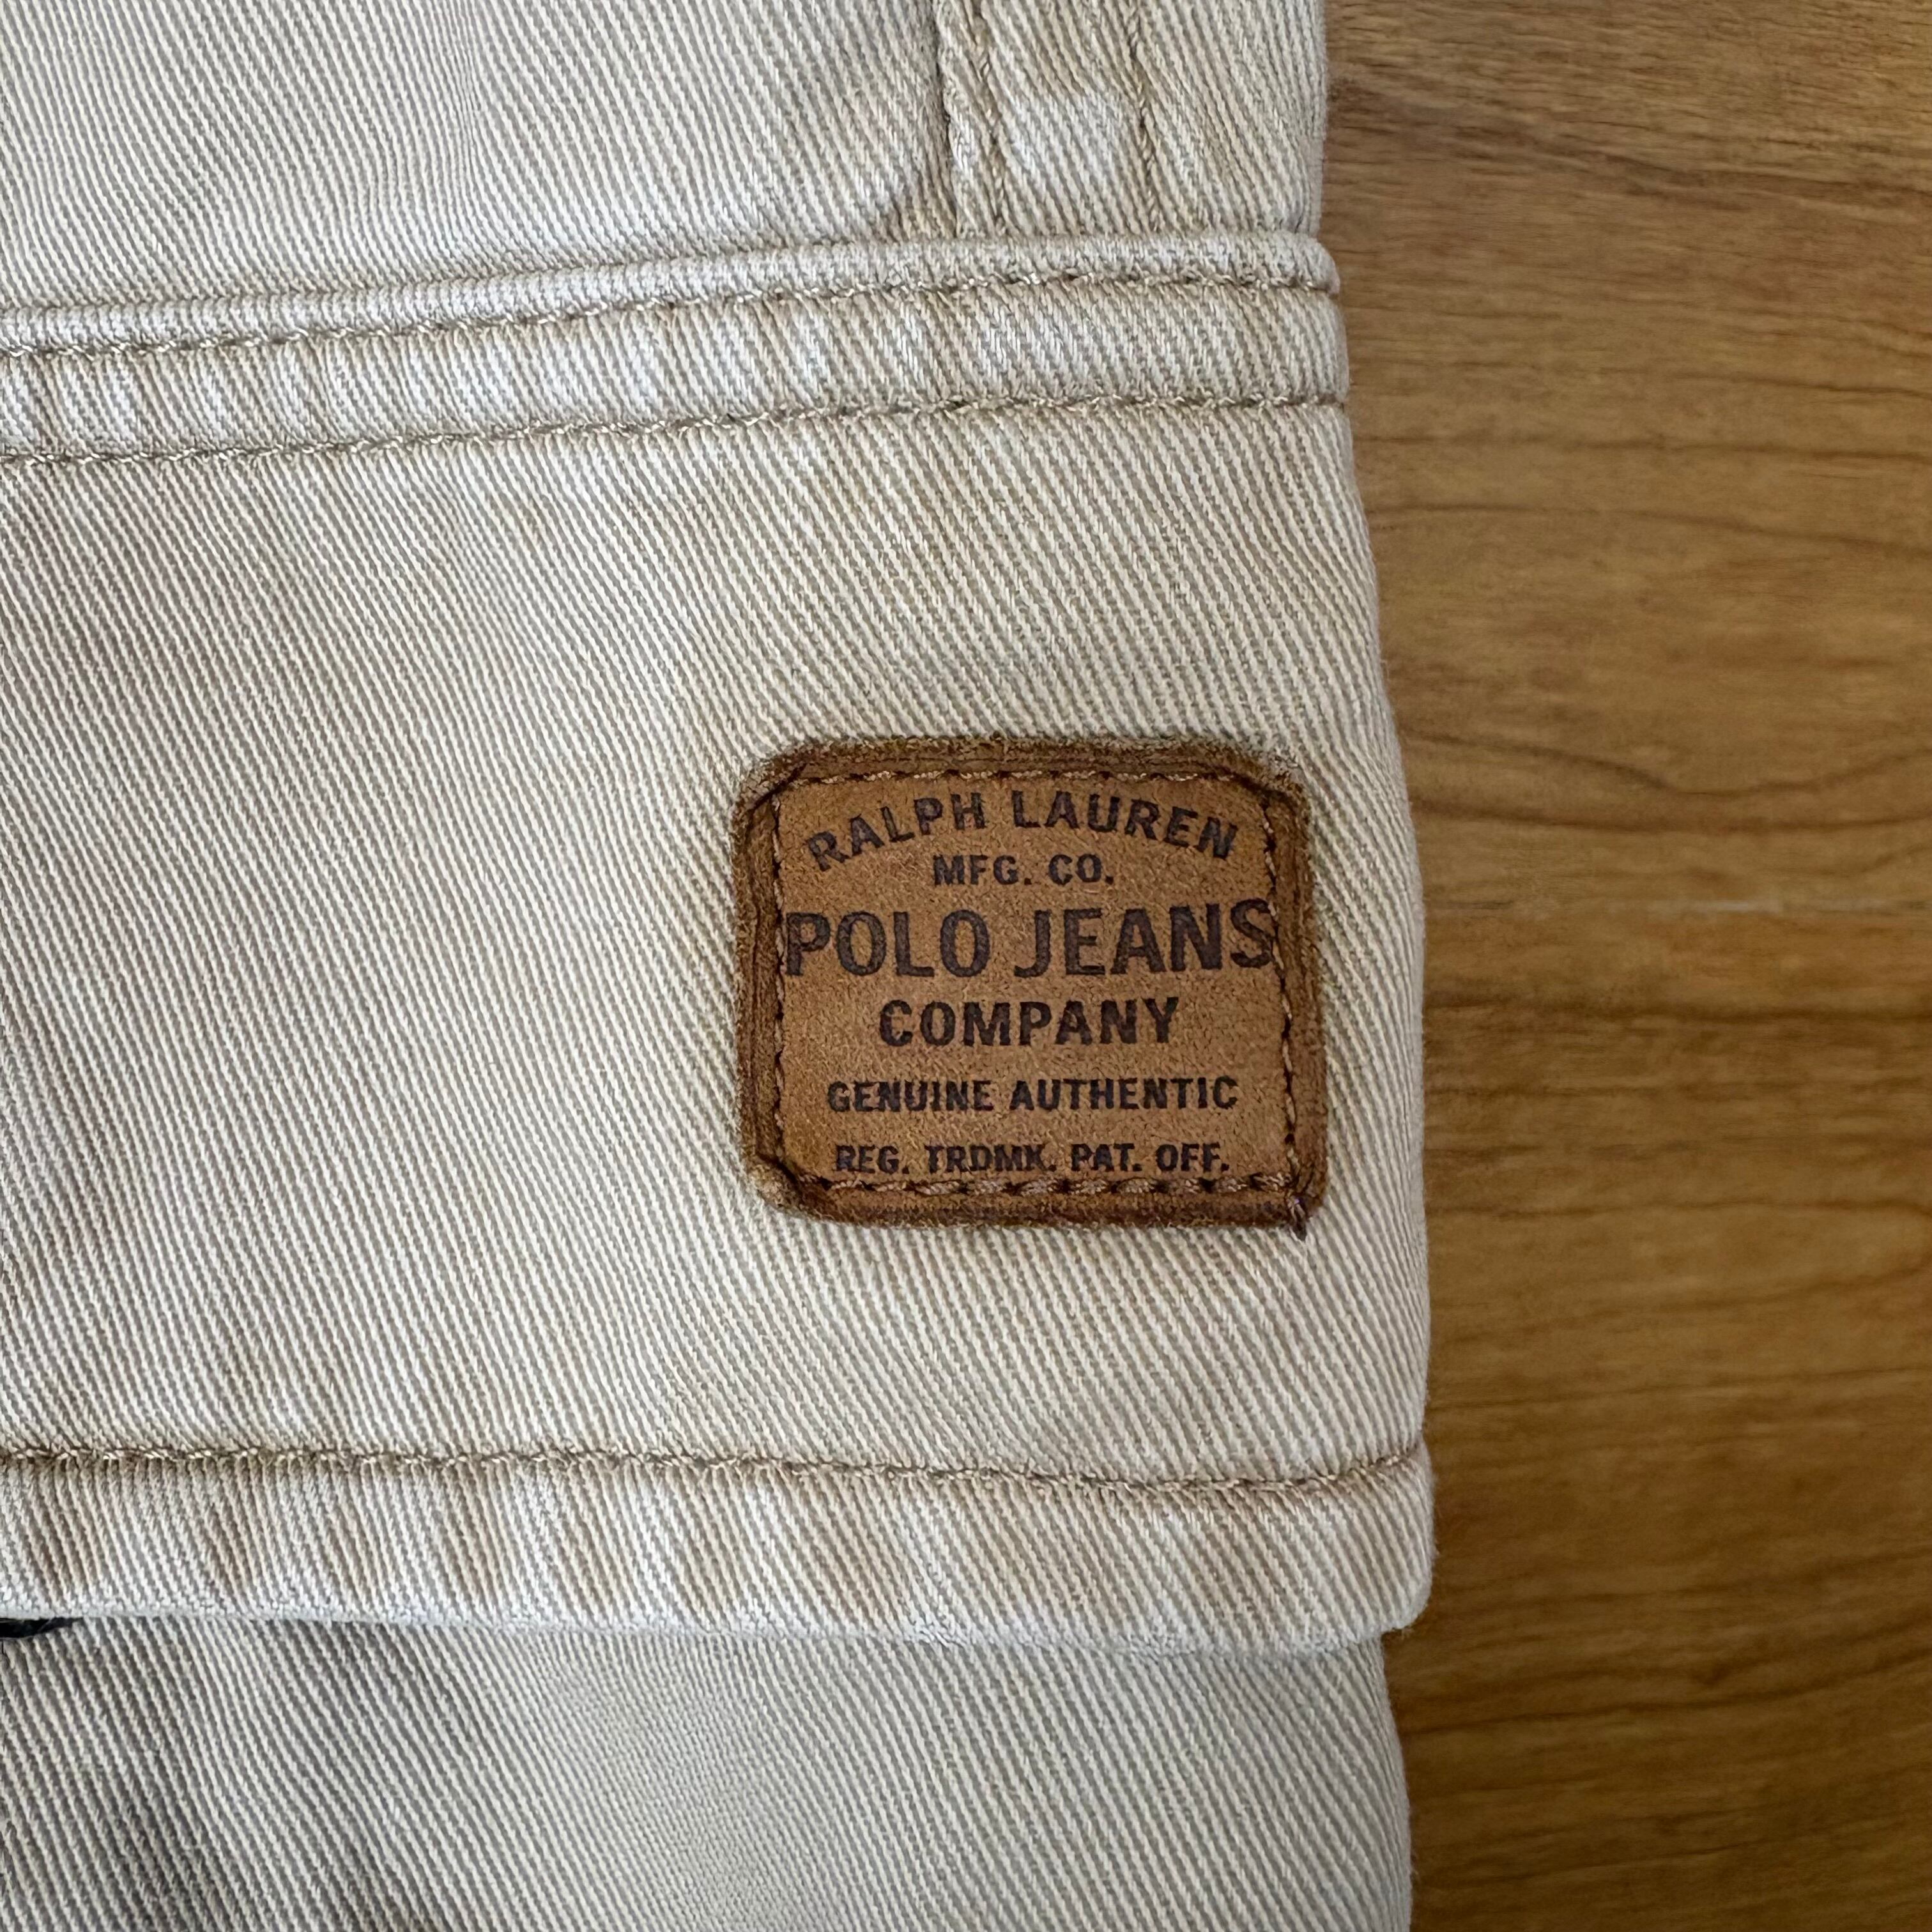 RALPH LAUREN
MFG. CO.
POLO JEANS
COMPANY
GENUINE AUTHENTIC
REG. TRDMK. PAT. OFF.